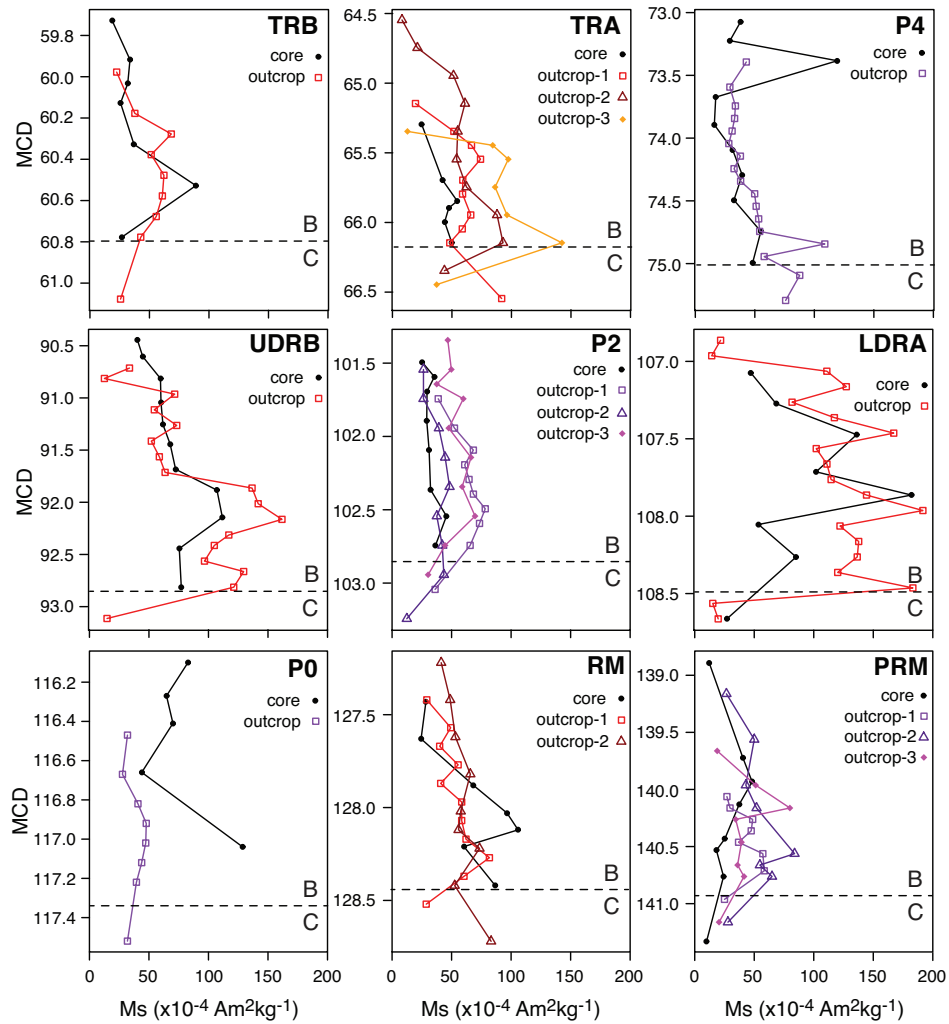 TRB
core
outcrop
MCD
59.8
60.0
60.2
60.4
60.6
60.8
61.0
B
C
TRA
core
outcrop-1
outcrop-2
outcrop-3
64.5
65.0
65.5
66.0
66.5
B
C
P4
core
outcrop
73.0
73.5
74.0
74.5
75.0
B
C
UDRB
core
outcrop
MCD
90.5
91.0
91.5
92.0
92.5
93.0
B
C
P2
core
outcrop-1
outcrop-2
outcrop-3
101.5
102.0
102.5
103.0
B
C
LDRA
core
outcrop
107.0
107.5
108.0
108.5
B
C
P0
core
outcrop
MCD
116.2
116.4
116.6
116.8
117.0
117.2
117.4
B
C
0 50 100 150 200
Ms (x10-4 Am2kg-1)
RM
core
outcrop-1
outcrop-2
127.5
128.0
128.5
B
C
0 50 100 150 200
Ms (x10-4 Am2kg-1)
PRM
core
outcrop-1
outcrop-2
outcrop-3
139.0
139.5
140.0
140.5
141.0
B
C
0 50 100 150 200
Ms (x10-4 Am2kg-1)